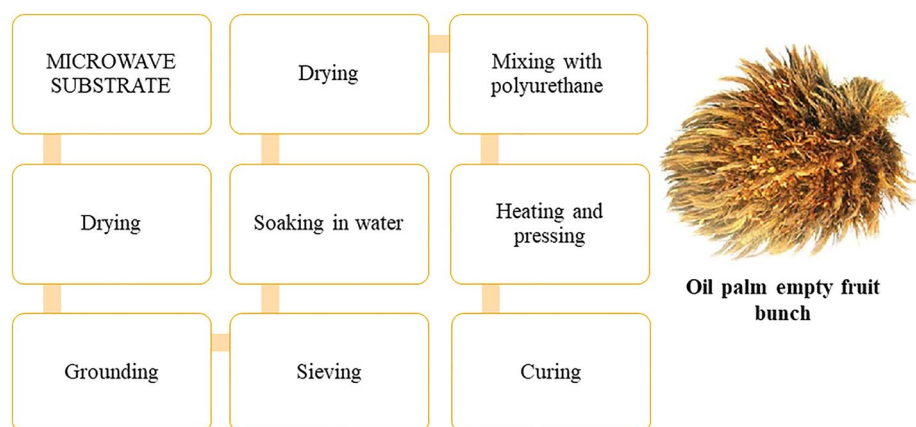 MICROWAVE
SUBSTRATE
Drying
Grounding
Sieving
Soaking in water
Drying
Mixing with
polyurethane
Heating and
pressing
Curing
Oil palm empty fruit
bunch